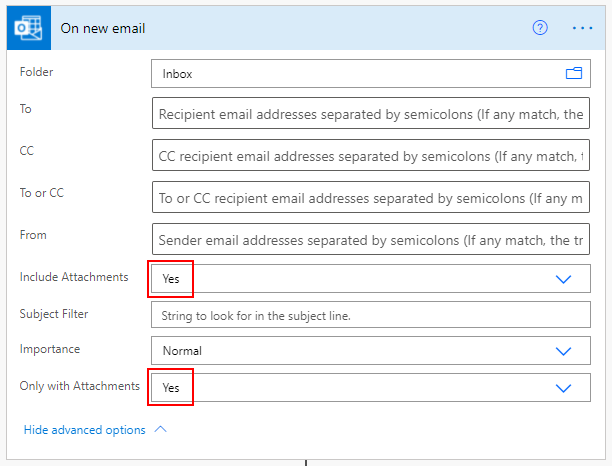 On new email
Folder
Inbox
To
Recipient email addresses separated by semicolons (If any match, the
CC
CC recipient email addresses separated by semicolons (If any match, t
To or CC
To or CC recipient email addresses separated by semicolons (If any m
From
Sender email addresses separated by semicolons (If any match, the tr
Include Attachments
Yes
Subject Filter
String to look for in the subject line.
Importance
Normal
Only with Attachments
Yes
Hide advanced options